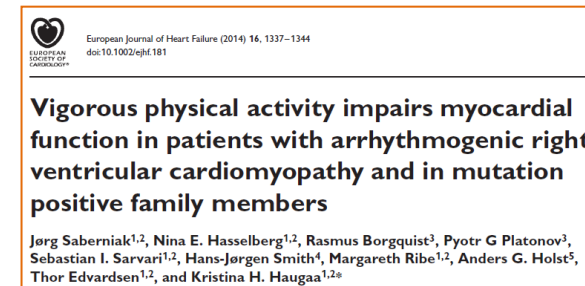 European Journal of Heart Failure (2014) 16, 1337–1344
doi:10.1002/ejhf.181
EUROPEAN
SOCIETY OF
CARDIOLOGY®
Vigorous physical activity impairs myocardial
function in patients with arrhythmogenic right
ventricular cardiomyopathy and in mutation
positive family members
Jørg Saberniak1,2, Nina E. Hasselberg1,2, Rasmus Borgquist3, Pyotr G Platonov3,
Sebastian I. Sarvari1,2, Hans-Jørgen Smith4, Margareth Ribe1,2, Anders G. Holst5,
Thor Edvardsen1,2, and Kristina H. Haugaa1,2*